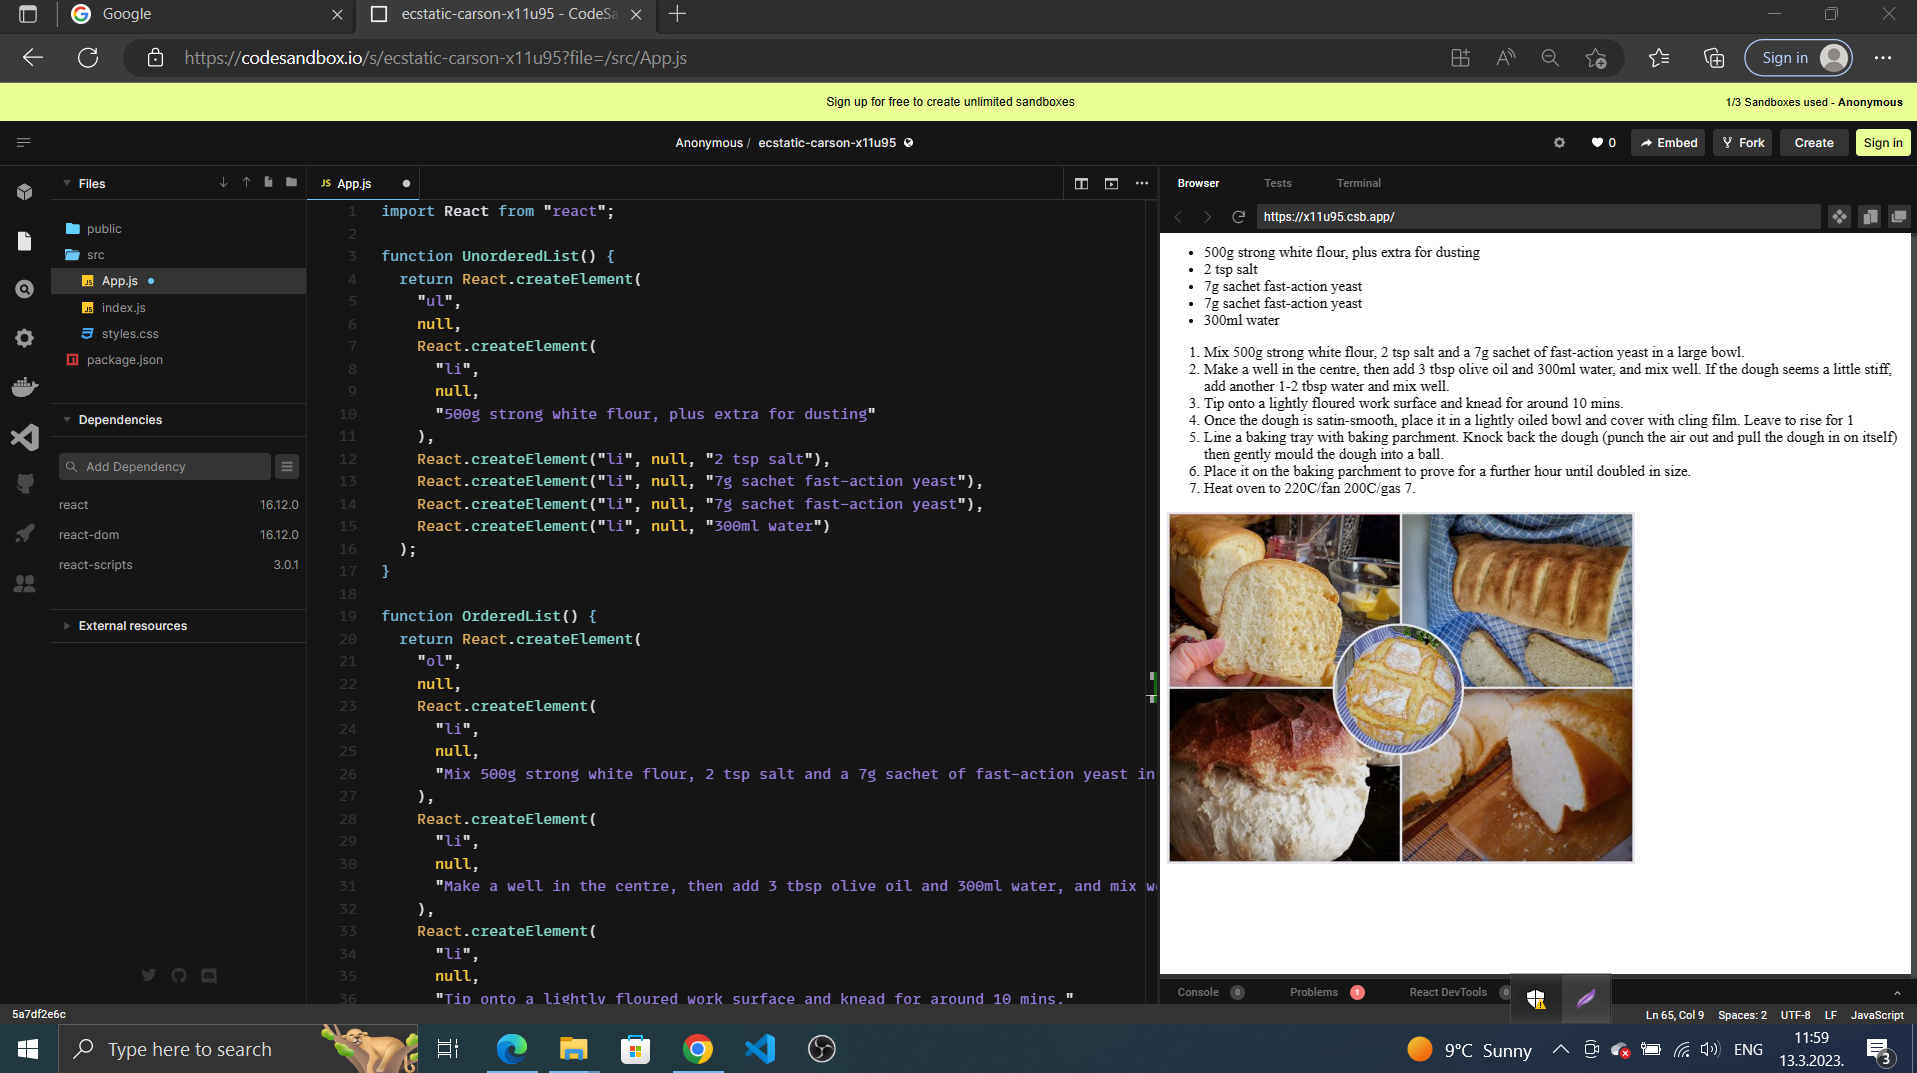 Google
ecstatic-carson-x11u95 - CodeSa
https://codesandbox.io/s/ecstatic-carson-x11u95?file=/src/App.js
Sign in
Sign up for free to create unlimited sandboxes
1/3 Sandboxes used - Anonymous
Anonymous / ecstatic-carson-x11u95
0
Embed
Fork
Create
Sign in
Files
public
src
JS App.js
JS index.js
styles.css
package.json
Dependencies
Add Dependency
react 16.12.0
react-dom 16.12.0
react-scripts 3.0.1
External resources
JS App.js
1 import React from "react";
2
3 function UnorderedList() {
4 return React.createElement(
5 "ul",
6 null,
7 React.createElement(
8 "li",
9 null,
10 "500g strong white flour, plus extra for dusting"
11 ),
12 React.createElement("li", null, "2 tsp salt"),
13 React.createElement("li", null, "7g sachet fast-action yeast"),
14 React.createElement("li", null, "7g sachet fast-action yeast"),
15 React.createElement("li", null, "300ml water")
16 );
17 }
18
19 function OrderedList() {
20 return React.createElement(
21 "ol",
22 null,
23 React.createElement(
24 "li",
25 null,
26 "Mix 500g strong white flour, 2 tsp salt and a 7g sachet of fast-action yeast in
27 ),
28 React.createElement(
29 "li",
30 null,
31 "Make a well in the centre, then add 3 tbsp olive oil and 300ml water, and mix w
32 ),
33 React.createElement(
34 "li",
35 null,
36 "Tip onto a lightly floured work surface and knead for around 10 mins."
Browser
Tests
Terminal
https://x11u95.csb.app/
• 500g strong white flour, plus extra for dusting
• 2 tsp salt
• 7g sachet fast-action yeast
• 7g sachet fast-action yeast
• 300ml water
1. Mix 500g strong white flour, 2 tsp salt and a 7g sachet of fast-action yeast in a large bowl.
2. Make a well in the centre, then add 3 tbsp olive oil and 300ml water, and mix well. If the dough seems a little stiff,
add another 1-2 tbsp water and mix well.
3. Tip onto a lightly floured work surface and knead for around 10 mins.
4. Once the dough is satin-smooth, place it in a lightly oiled bowl and cover with cling film. Leave to rise for 1
5. Line a baking tray with baking parchment. Knock back the dough (punch the air out and pull the dough in on itself)
then gently mould the dough into a ball.
6. Place it on the baking parchment to prove for a further hour until doubled in size.
7. Heat oven to 220C/fan 200C/gas 7.
Console 0
Problems 1
React DevTools 0
5a7df2e6c
Ln 65, Col 9
Spaces: 2
UTF-8
LF
JavaScript
Type here to search
9°C Sunny
ENG
11:59
13.3.2023.
3